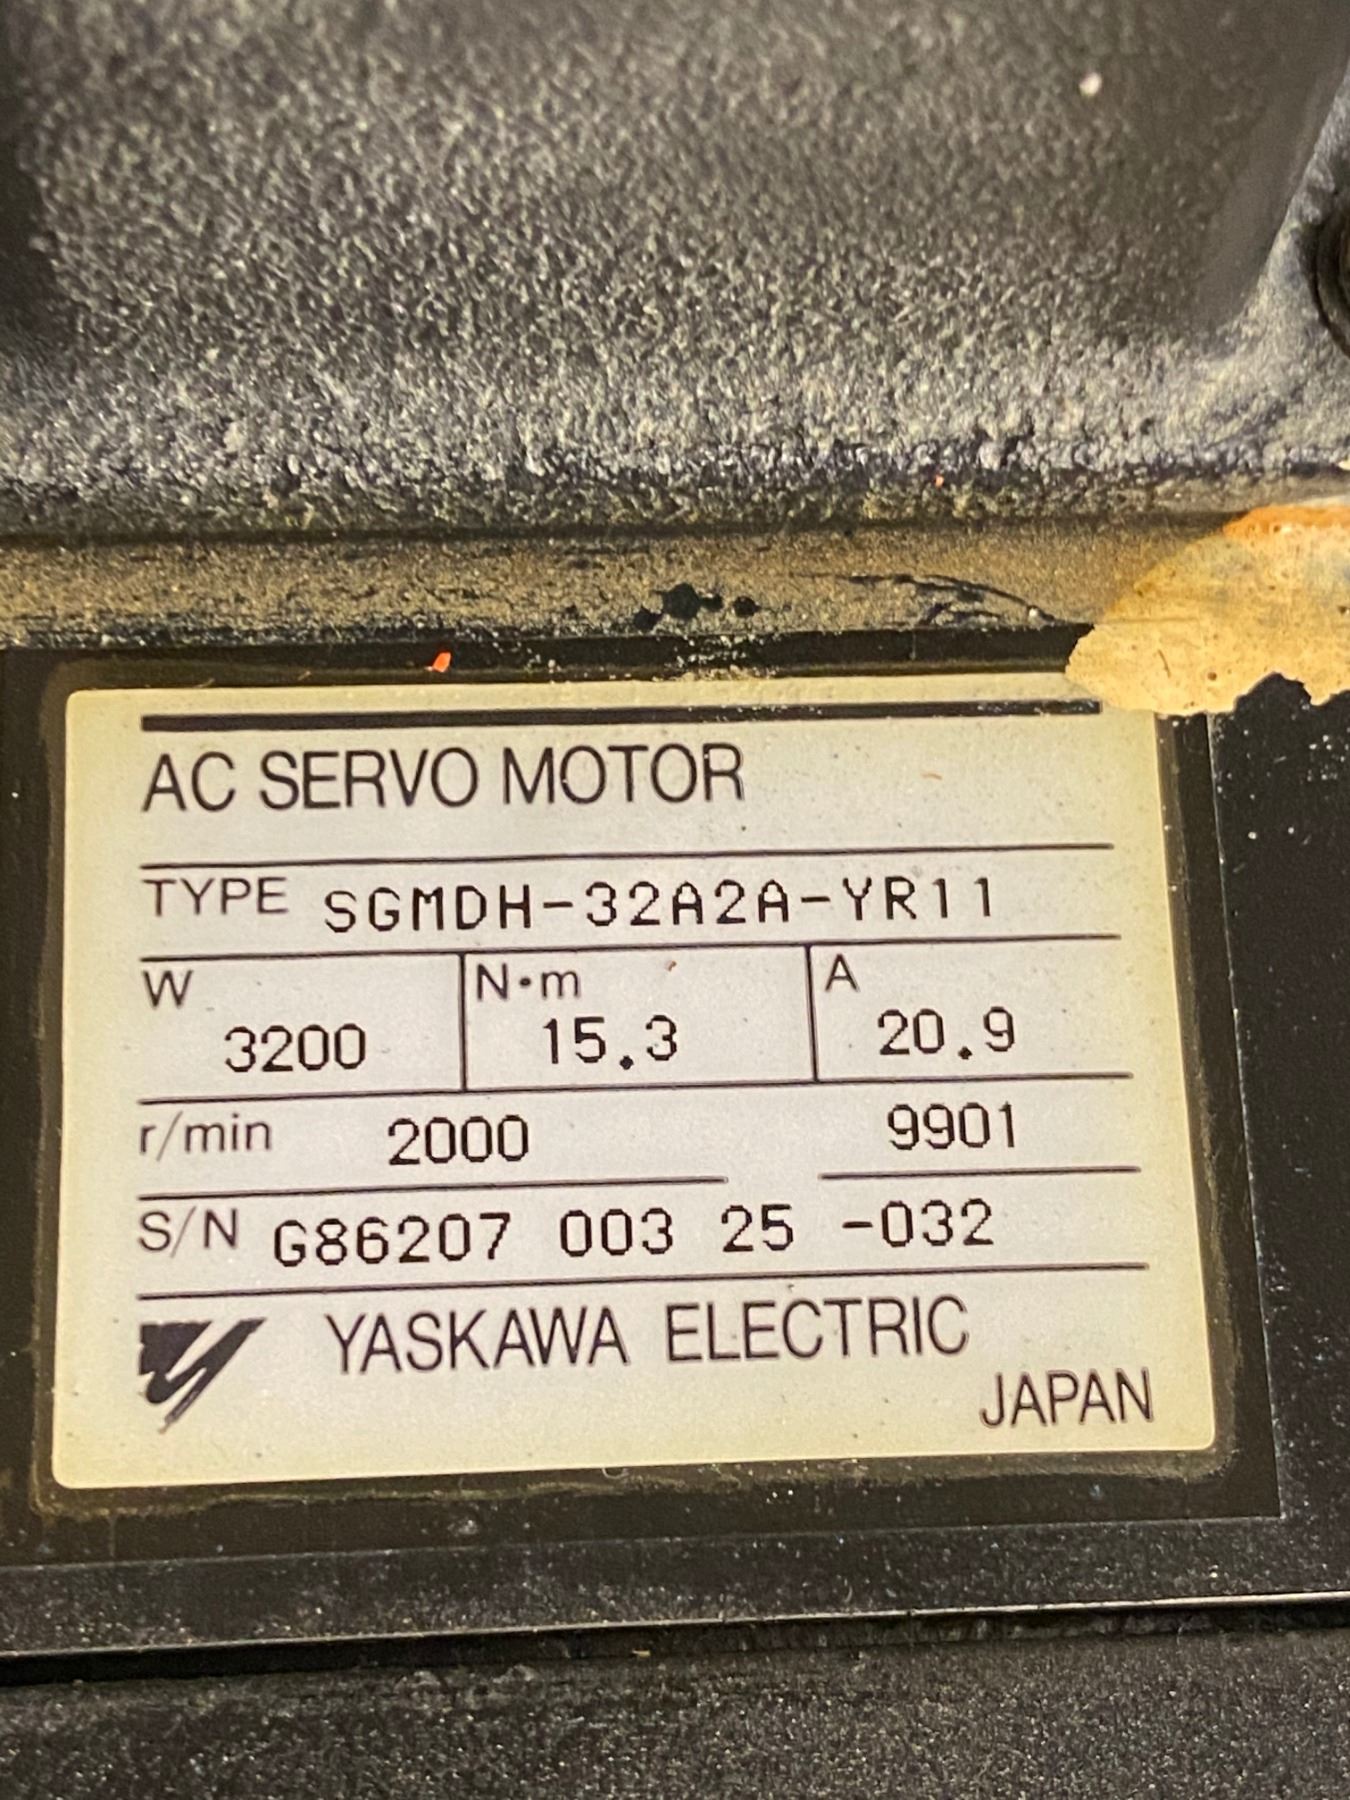 AC SERVO MOTOR
TYPE SGMDH-32A2A-YR11
W N·m A
3200 15.3 20.9
r/min 2000 9901
S/N G86207 003 25 -032
YASKAWA ELECTRIC
JAPAN